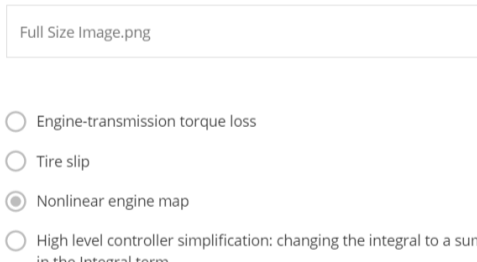 Full Size Image.png
Engine-transmission torque loss
Tire slip
Nonlinear engine map
High level controller simplification: changing the integral to a
in the Integral term